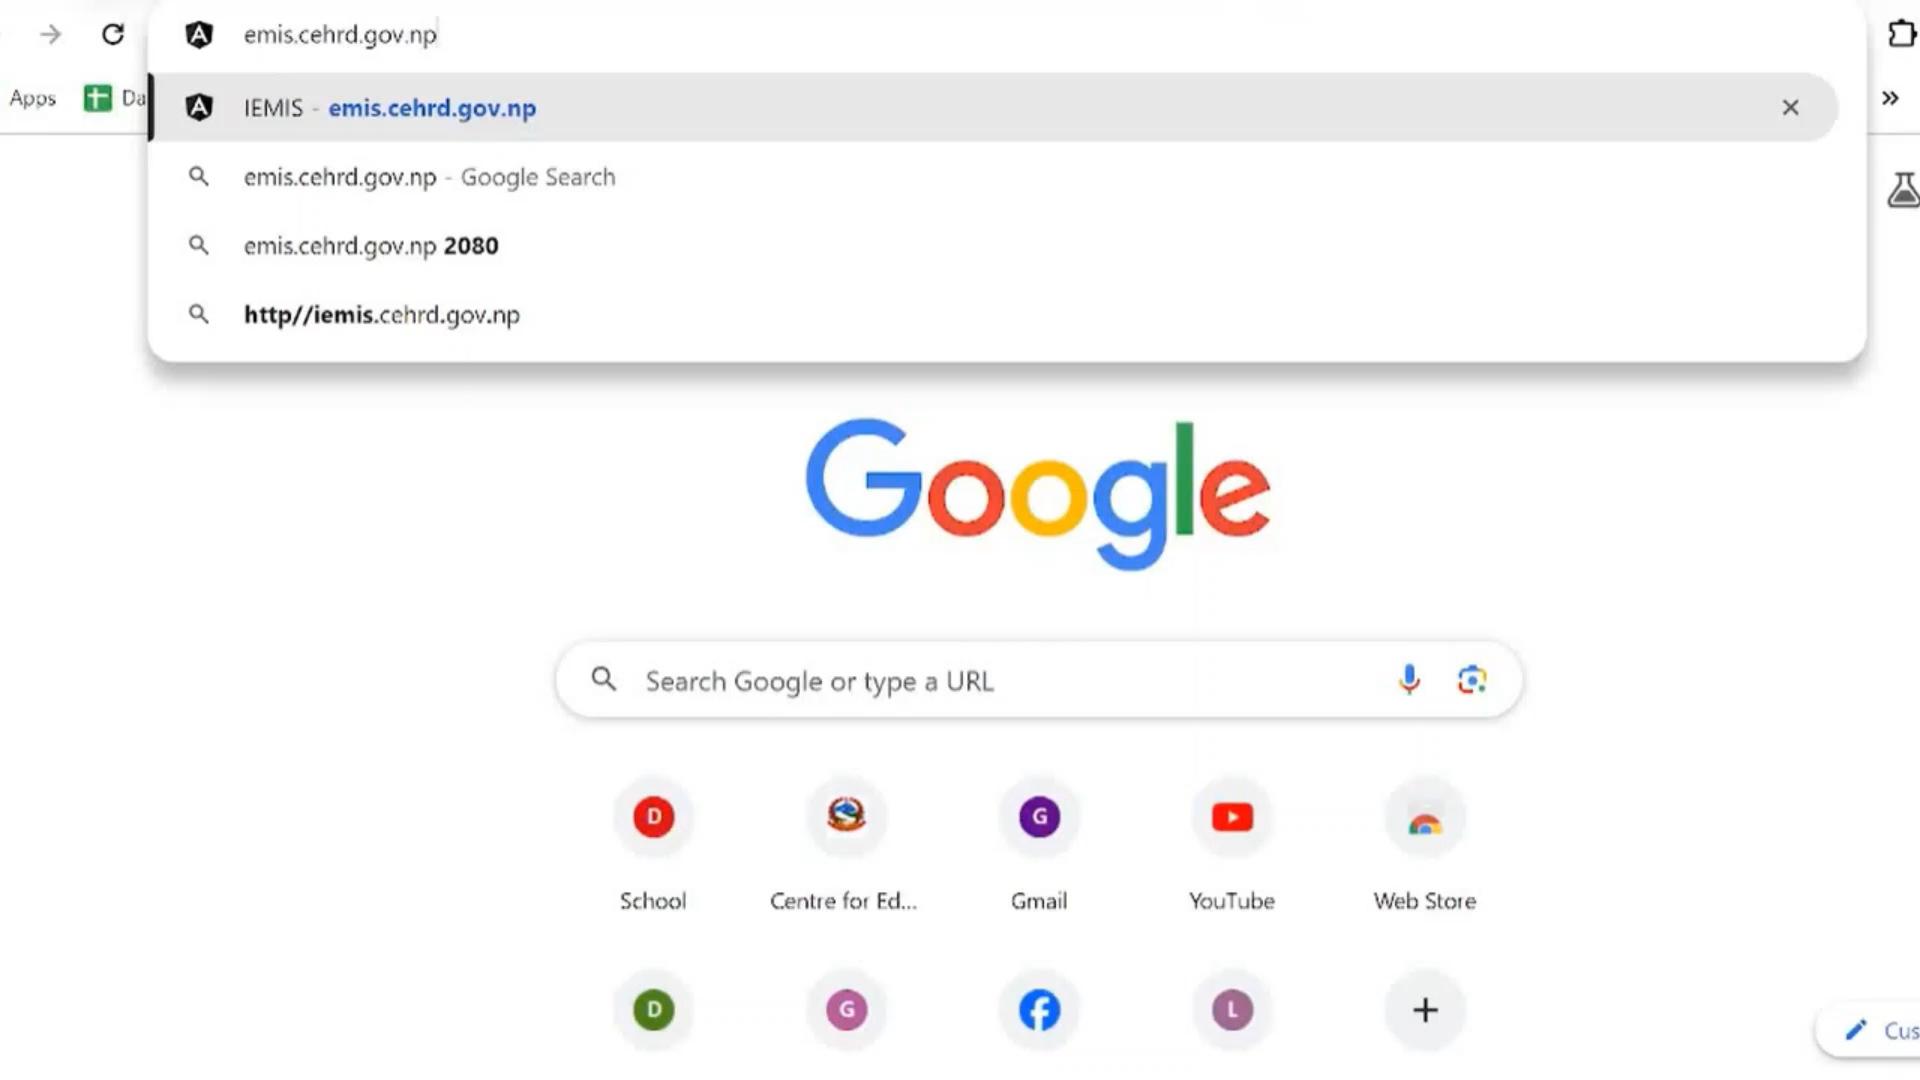 emis.cehrd.gov.np
Apps Da
IEMIS - emis.cehrd.gov.np
emis.cehrd.gov.np - Google Search
emis.cehrd.gov.np 2080
http//iemis.cehrd.gov.np
Google
Search Google or type a URL
D G
School Centre for Ed... Gmail YouTube Web Store
D G L
Cus